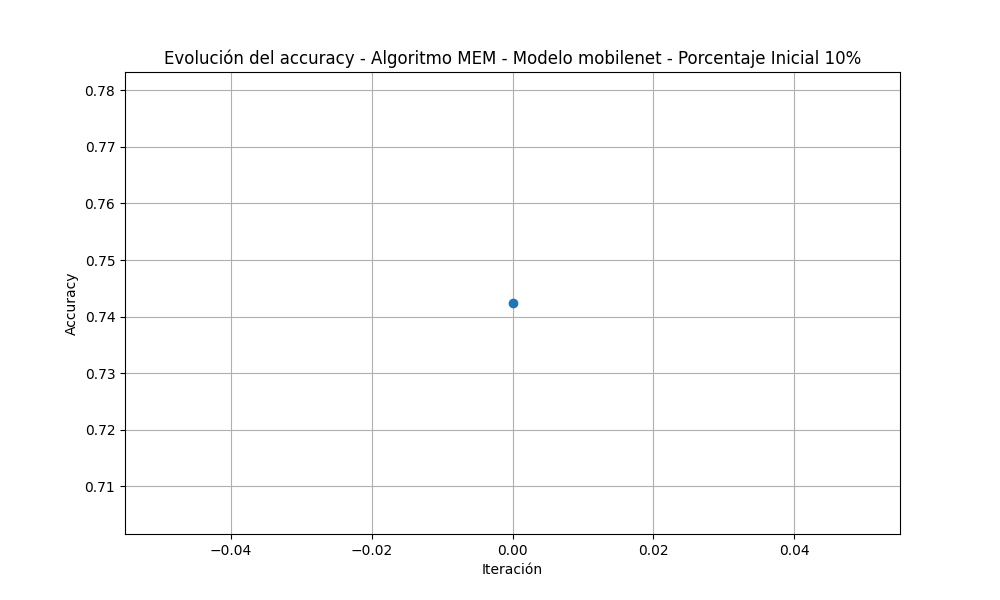 Evolución del accuracy - Algoritmo MEM - Modelo mobilenet - Porcentaje Inicial 10%
0.78
0.77
0.76
0.75
0.74
0.73
0.72
0.71
Accuracy
−0.04 −0.02 0.00 0.02 0.04
Iteración